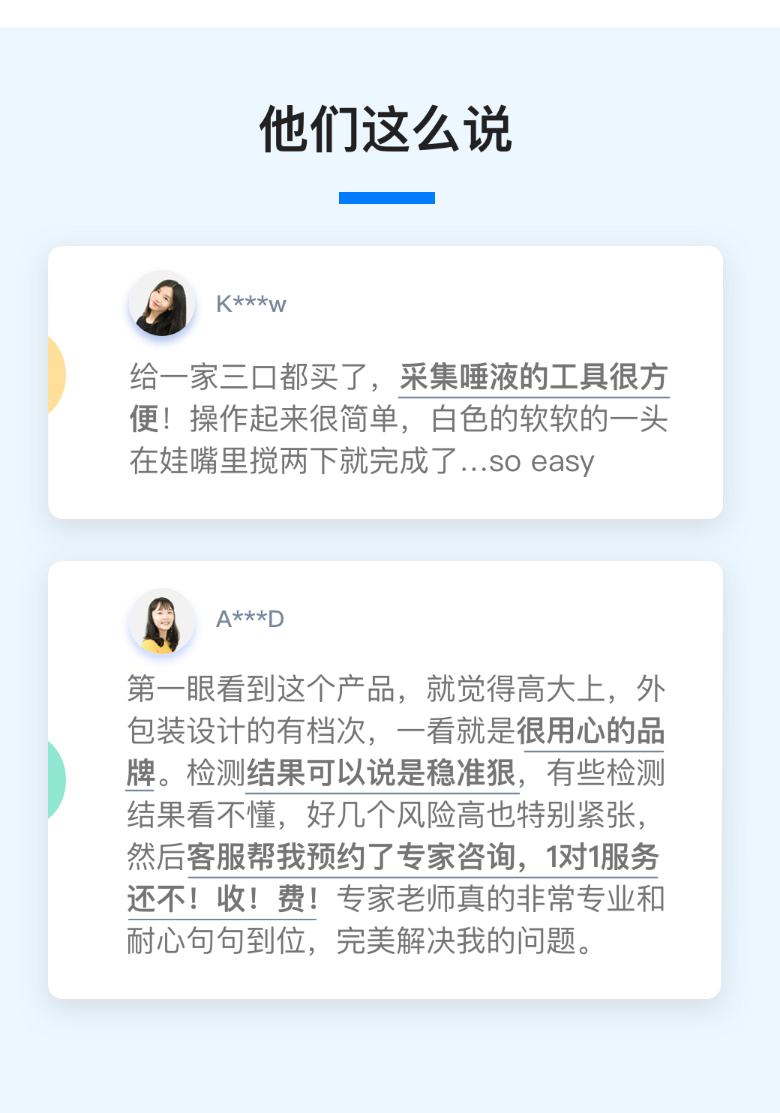 他们这么说
K***w
给一家三口都买了，采集唾液的工具很方
便！操作起来很简单，白色的软软的一头
在娃嘴里搅两下就完成了...so easy
A***D
第一眼看到这个产品，就觉得高大上，外
包装设计的有档次，一看就是很用心的品
牌。检测结果可以说是稳准狠，有些检测
结果看不懂，好几个风险高也特别紧张，
然后客服帮我预约了专家咨询，1对1服务
还不！收！费！专家老师真的非常专业和
耐心句句到位，完美解决我的问题。